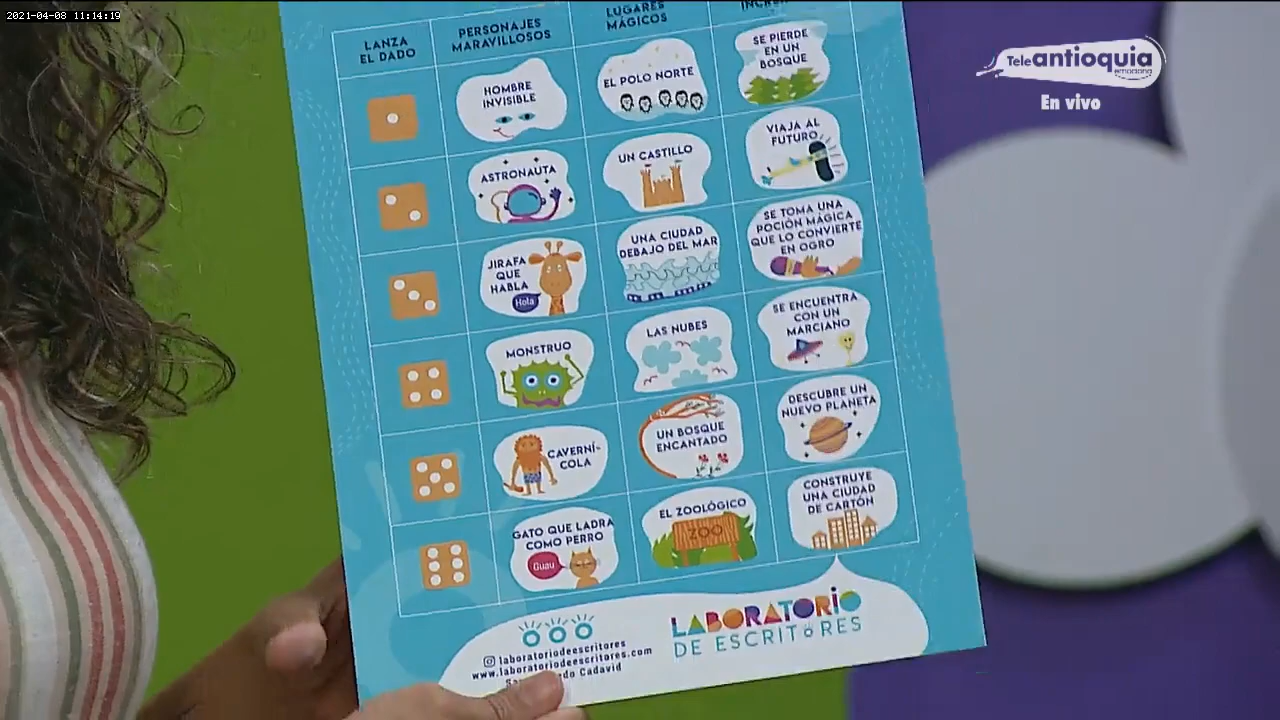 2021-04-08 11:14:19
TeleAntioquia
emociona
En vivo
LANZA
EL DADO
PERSONAJES
MARAVILLOSOS
LUGARES
MÁGICOS
HOMBRE
INVISIBLE
EL POLO NORTE
SE PIERDE
EN UN
BOSQUE
ASTRONAUTA
UN CASTILLO
VIAJA AL
FUTURO
JIRAFA
QUE
HABLA
Hola
UNA CIUDAD
DEBAJO DEL MAR
SE TOMA UNA
POCIÓN MÁGICA
QUE LO CONVIERTE
EN OGRO
MONSTRUO
LAS NUBES
SE ENCUENTRA
CON UN
MARCIANO
CAVERNÍ-
COLA
UN BOSQUE
ENCANTADO
DESCUBRE UN
NUEVO PLANETA
GATO QUE LADRA
COMO PERRO
Guau
EL ZOOLÓGICO
ZOO
CONSTRUYE
UNA CIUDAD
DE CARTÓN
laboratoriodeescritores
www.laboratoriodeescritores.com
Cadavid
LABORATORIO
DE ESCRITORES